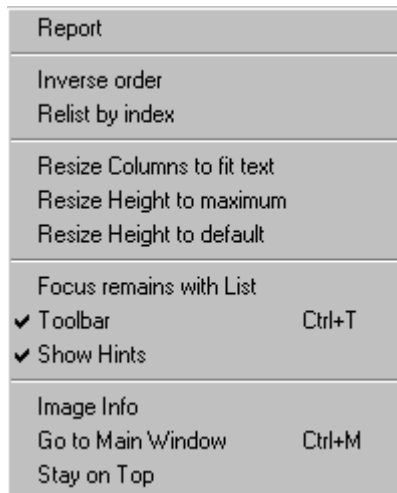 Report
Inverse order
Relist by index
Resize Columns to fit text
Resize Height to maximum
Resize Height to default
Focus remains with List
Toolbar Ctrl+T
Show Hints
Image Info
Go to Main Window Ctrl+M
Stay on Top